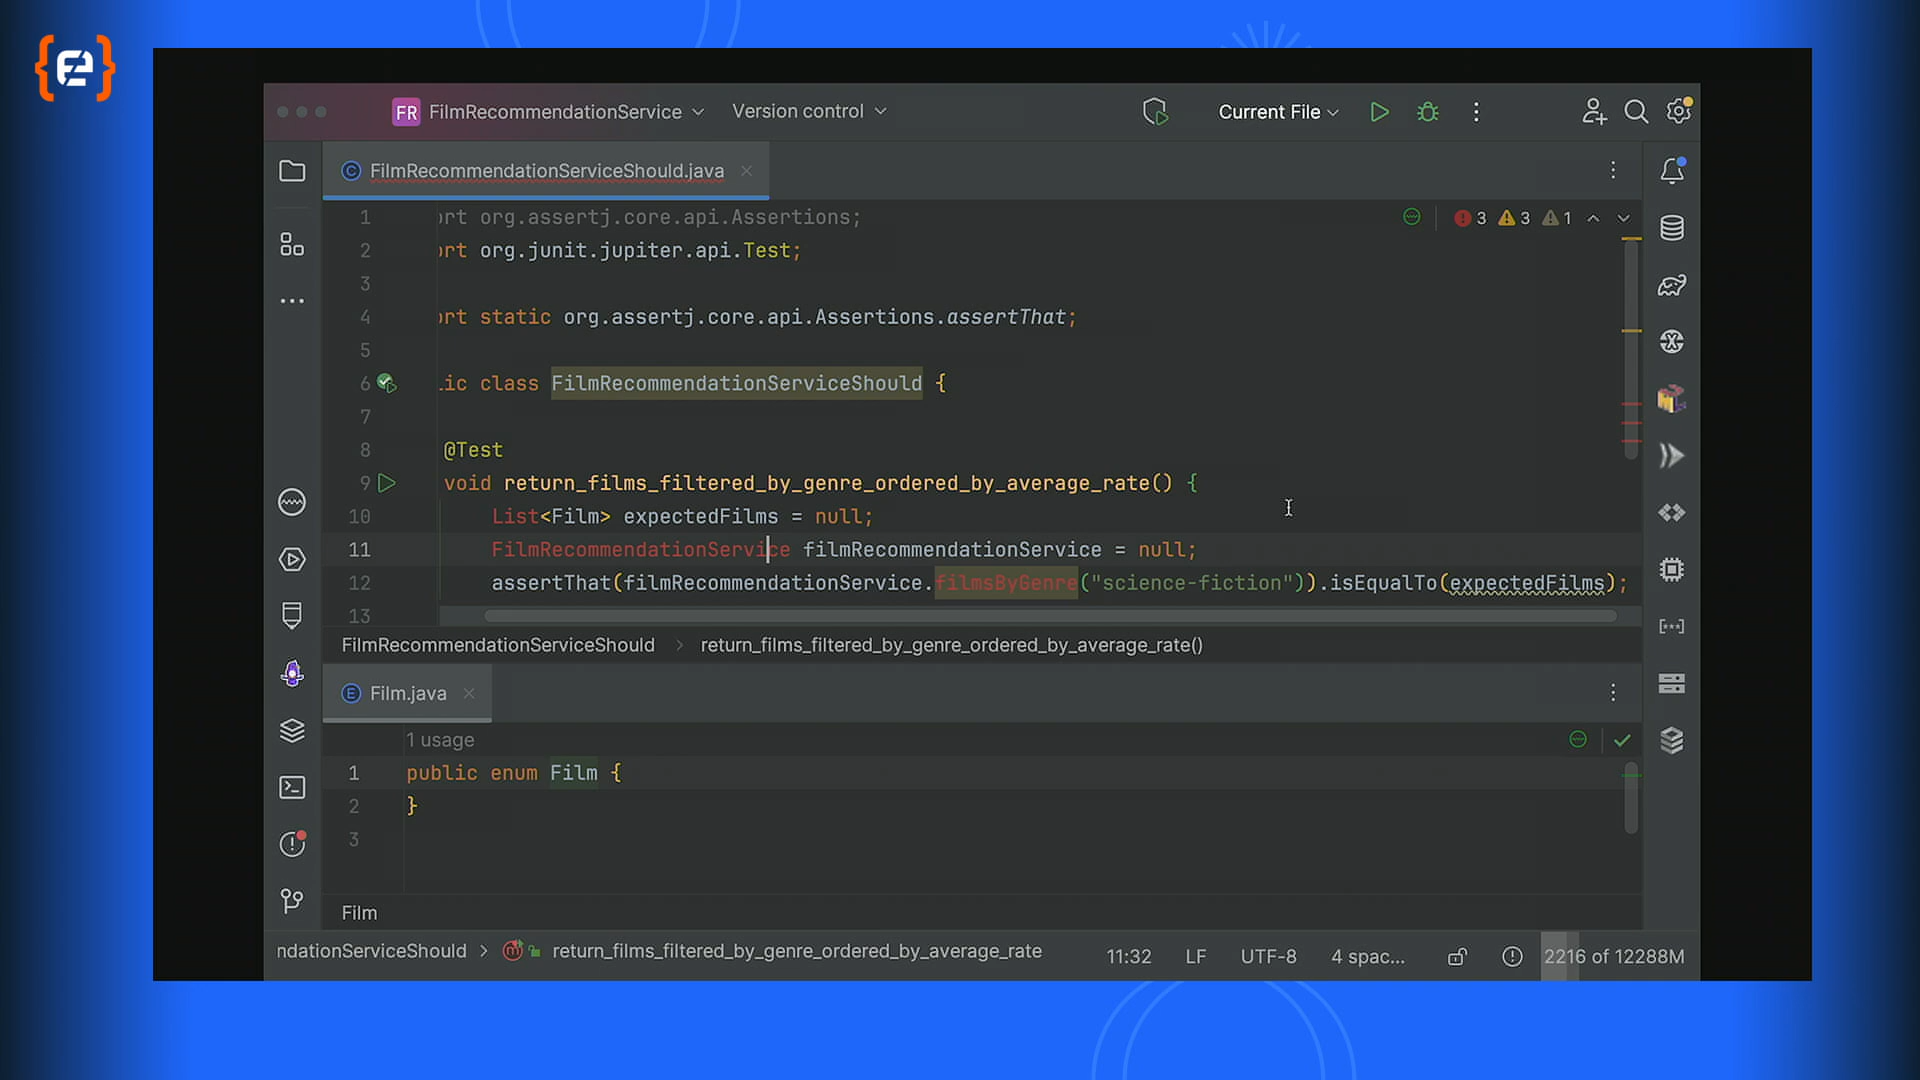 FR FilmRecommendationService Version control Current File
FilmRecommendationServiceShould.java
3 3 1
1 ort org.assertj.core.api.Assertions;
2 ort org.junit.jupiter.api.Test;
3
4 ort static org.assertj.core.api.Assertions.assertThat;
5
6 lic class FilmRecommendationServiceShould {
7
8 @Test
9 void return_films_filtered_by_genre_ordered_by_average_rate() {
10 List<Film> expectedFilms = null;
11 FilmRecommendationService filmRecommendationService = null;
12 assertThat(filmRecommendationService.filmsByGenre("science-fiction")).isEqualTo(expectedFilms);
13
FilmRecommendationServiceShould > return_films_filtered_by_genre_ordered_by_average_rate()
Film.java
1 usage
1 public enum Film {
2 }
3
Film
ndationServiceShould > return_films_filtered_by_genre_ordered_by_average_rate 11:32 LF UTF-8 4 spac... 2216 of 12288M